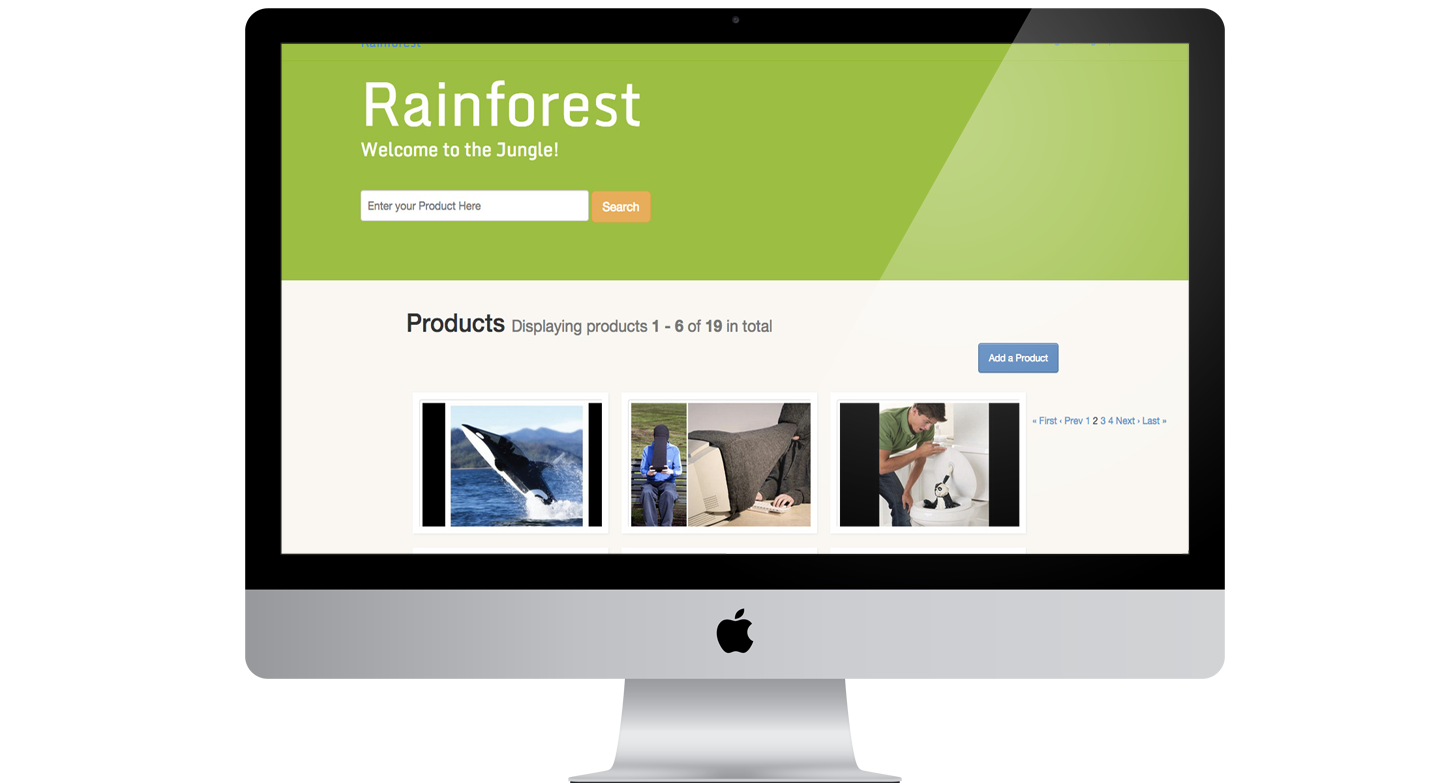 Rainforest
Rainforest
Welcome to the Jungle!
Enter your Product Here
Search
Products Displaying products 1 - 6 of 19 in total
Add a Product
« First ‹ Prev 1 2 3 4 Next › Last »